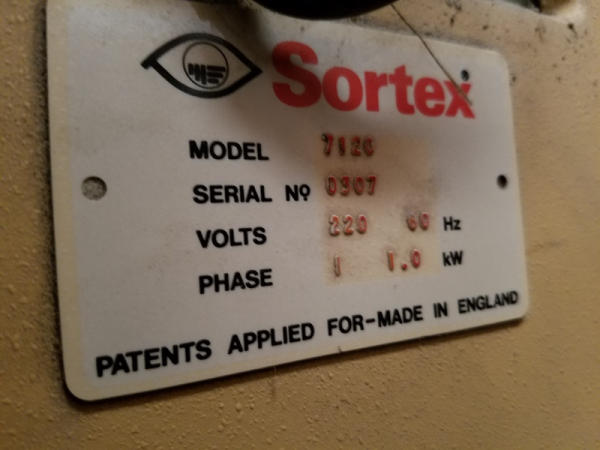 Sortex
MODEL 7120
SERIAL Nº 0307
VOLTS 220 60 Hz
PHASE 1 1.0 kW
PATENTS APPLIED FOR-MADE IN ENGLAND